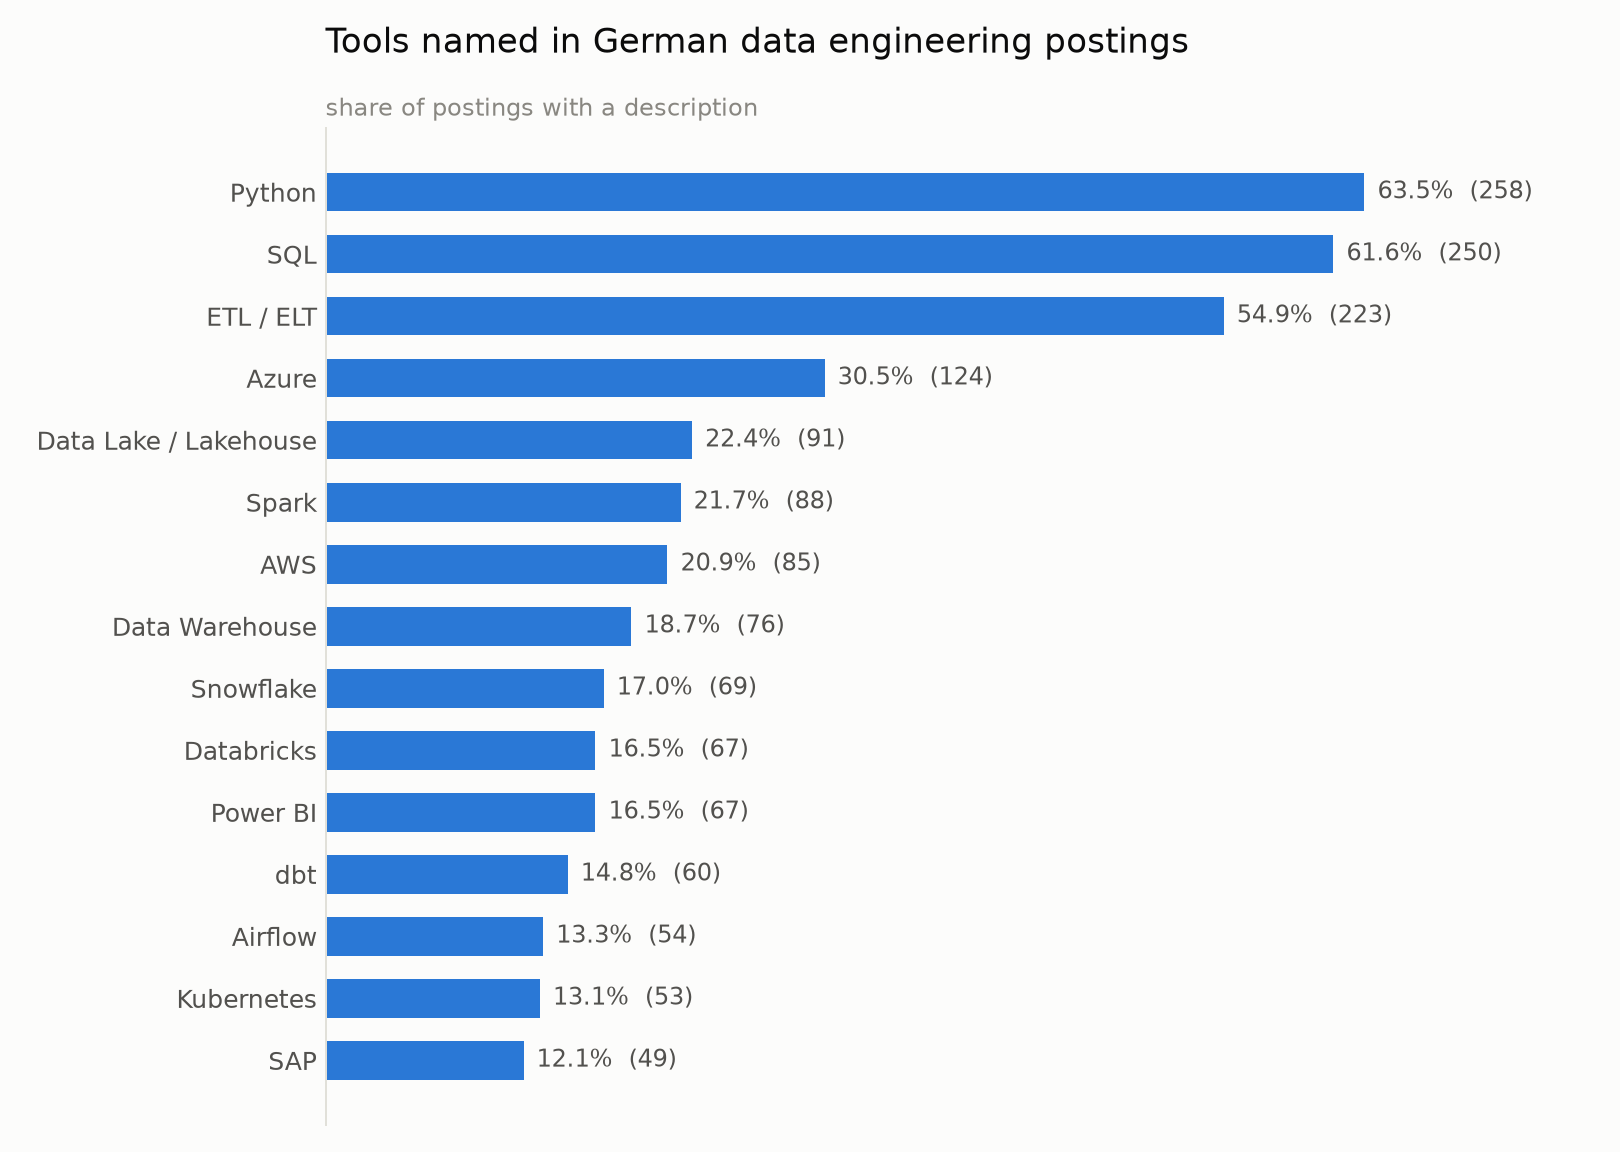 Tools named in German data engineering postings
share of postings with a description
Python 63.5% (258)
SQL 61.6% (250)
ETL / ELT 54.9% (223)
Azure 30.5% (124)
Data Lake / Lakehouse 22.4% (91)
Spark 21.7% (88)
AWS 20.9% (85)
Data Warehouse 18.7% (76)
Snowflake 17.0% (69)
Databricks 16.5% (67)
Power BI 16.5% (67)
dbt 14.8% (60)
Airflow 13.3% (54)
Kubernetes 13.1% (53)
SAP 12.1% (49)